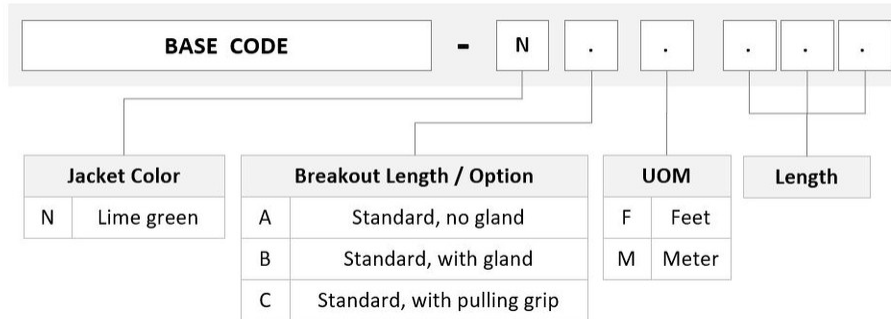 BASE CODE - N . . . . .
Jacket Color Breakout Length / Option UOM Length
N Lime green A Standard, no gland F Feet
B Standard, with gland M Meter
C Standard, with pulling grip